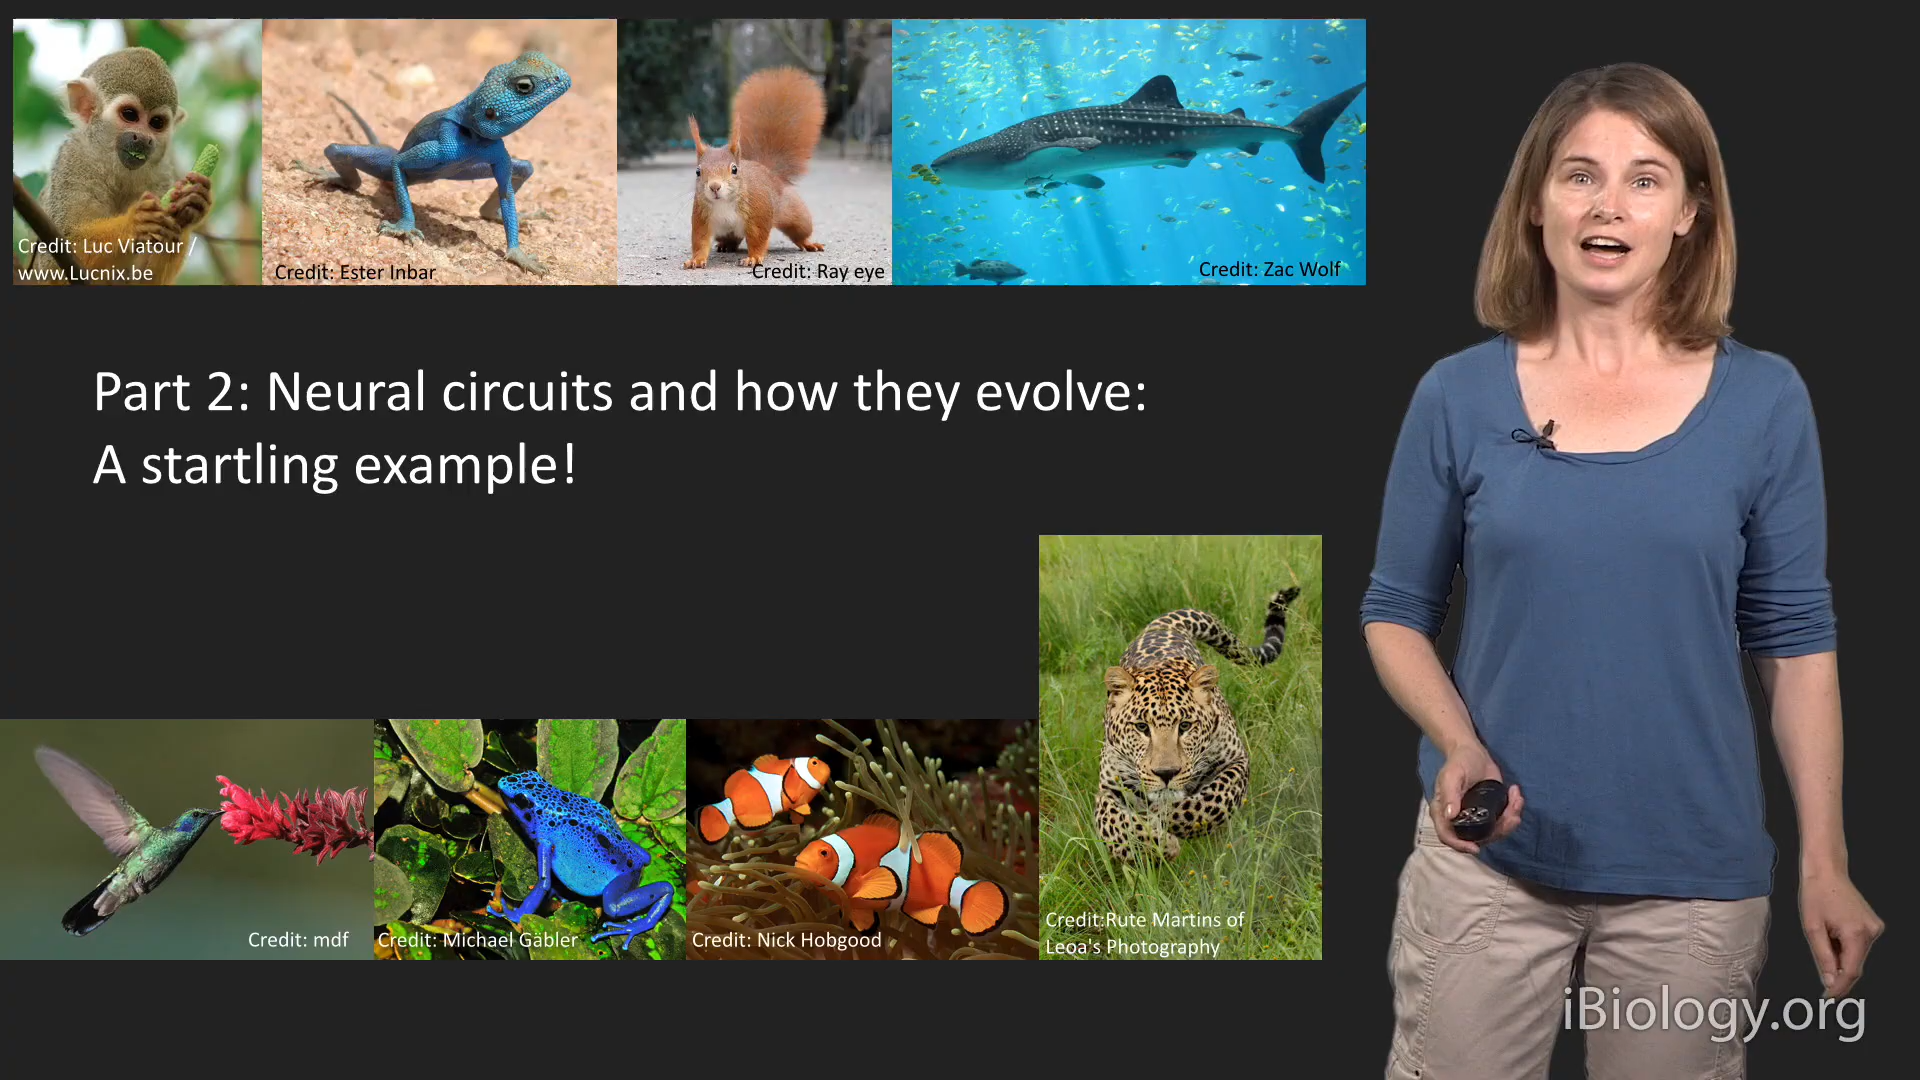 Credit: Luc Viatour /
www.Lucnix.be
Credit: Ester Inbar
Credit: Ray eye
Credit: Zac Wolf
Part 2: Neural circuits and how they evolve:
A startling example!
Credit: mdf
Credit: Michael Gäbler
Credit: Nick Hobgood
Credit:Rute Martins of
Leoa's Photography
iBiology.org